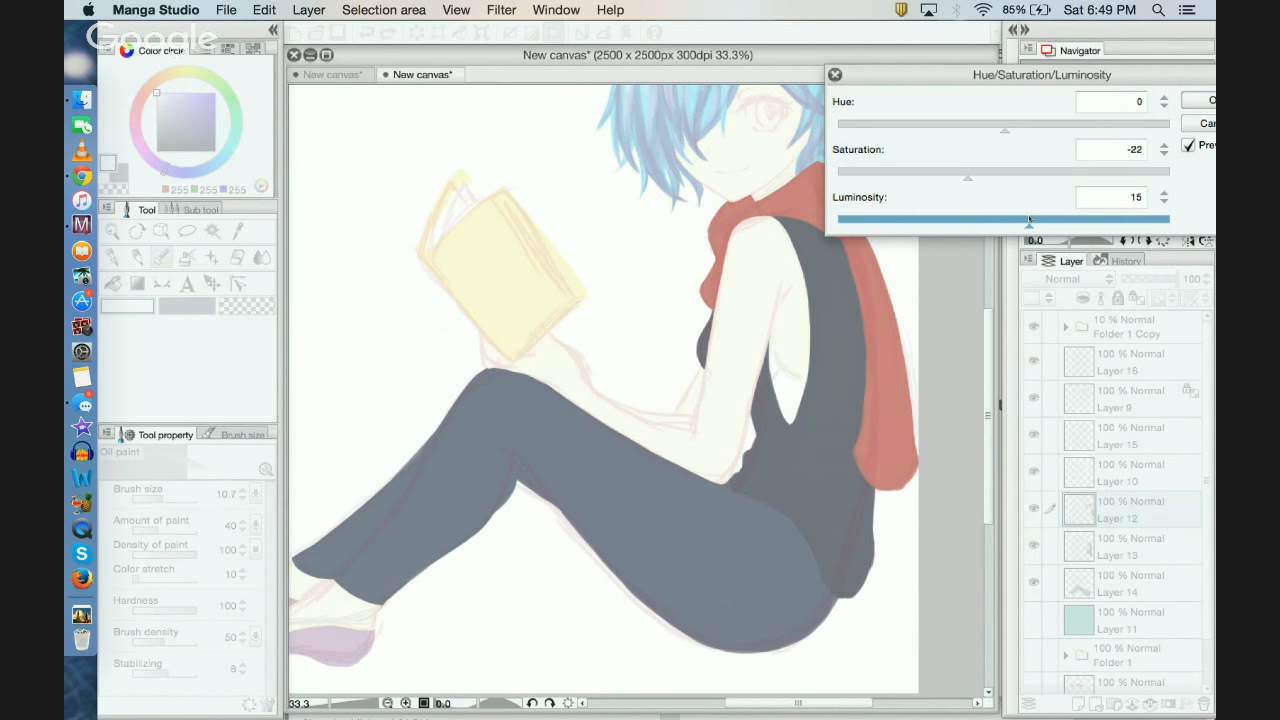 Manga Studio File Edit Layer Selection area View Filter Window Help
85% Sat 6:49 PM
Google
Color circle
New canvas* (2500 x 2500px 300dpi 33.3%)
Navigator
New canvas*
New canvas*
Hue/Saturation/Luminosity
Hue: 0
Saturation: -22
Luminosity: 15
255 255 255
Tool Sub tool
0.0
Layer History
Normal 100
10 % Normal
Folder 1 Copy
100 % Normal
Layer 16
100 % Normal
Layer 9
100 % Normal
Layer 15
100 % Normal
Layer 10
100 % Normal
Layer 12
100 % Normal
Layer 13
100 % Normal
Layer 14
100 % Normal
Layer 11
100 % Normal
Folder 1
100 % Normal
Tool property Brush size
Oil paint
Brush size 10.7
Amount of paint 40
Density of paint 100
Color stretch 10
Hardness 100
Brush density 50
Stabilizing 8
33.3 0.0